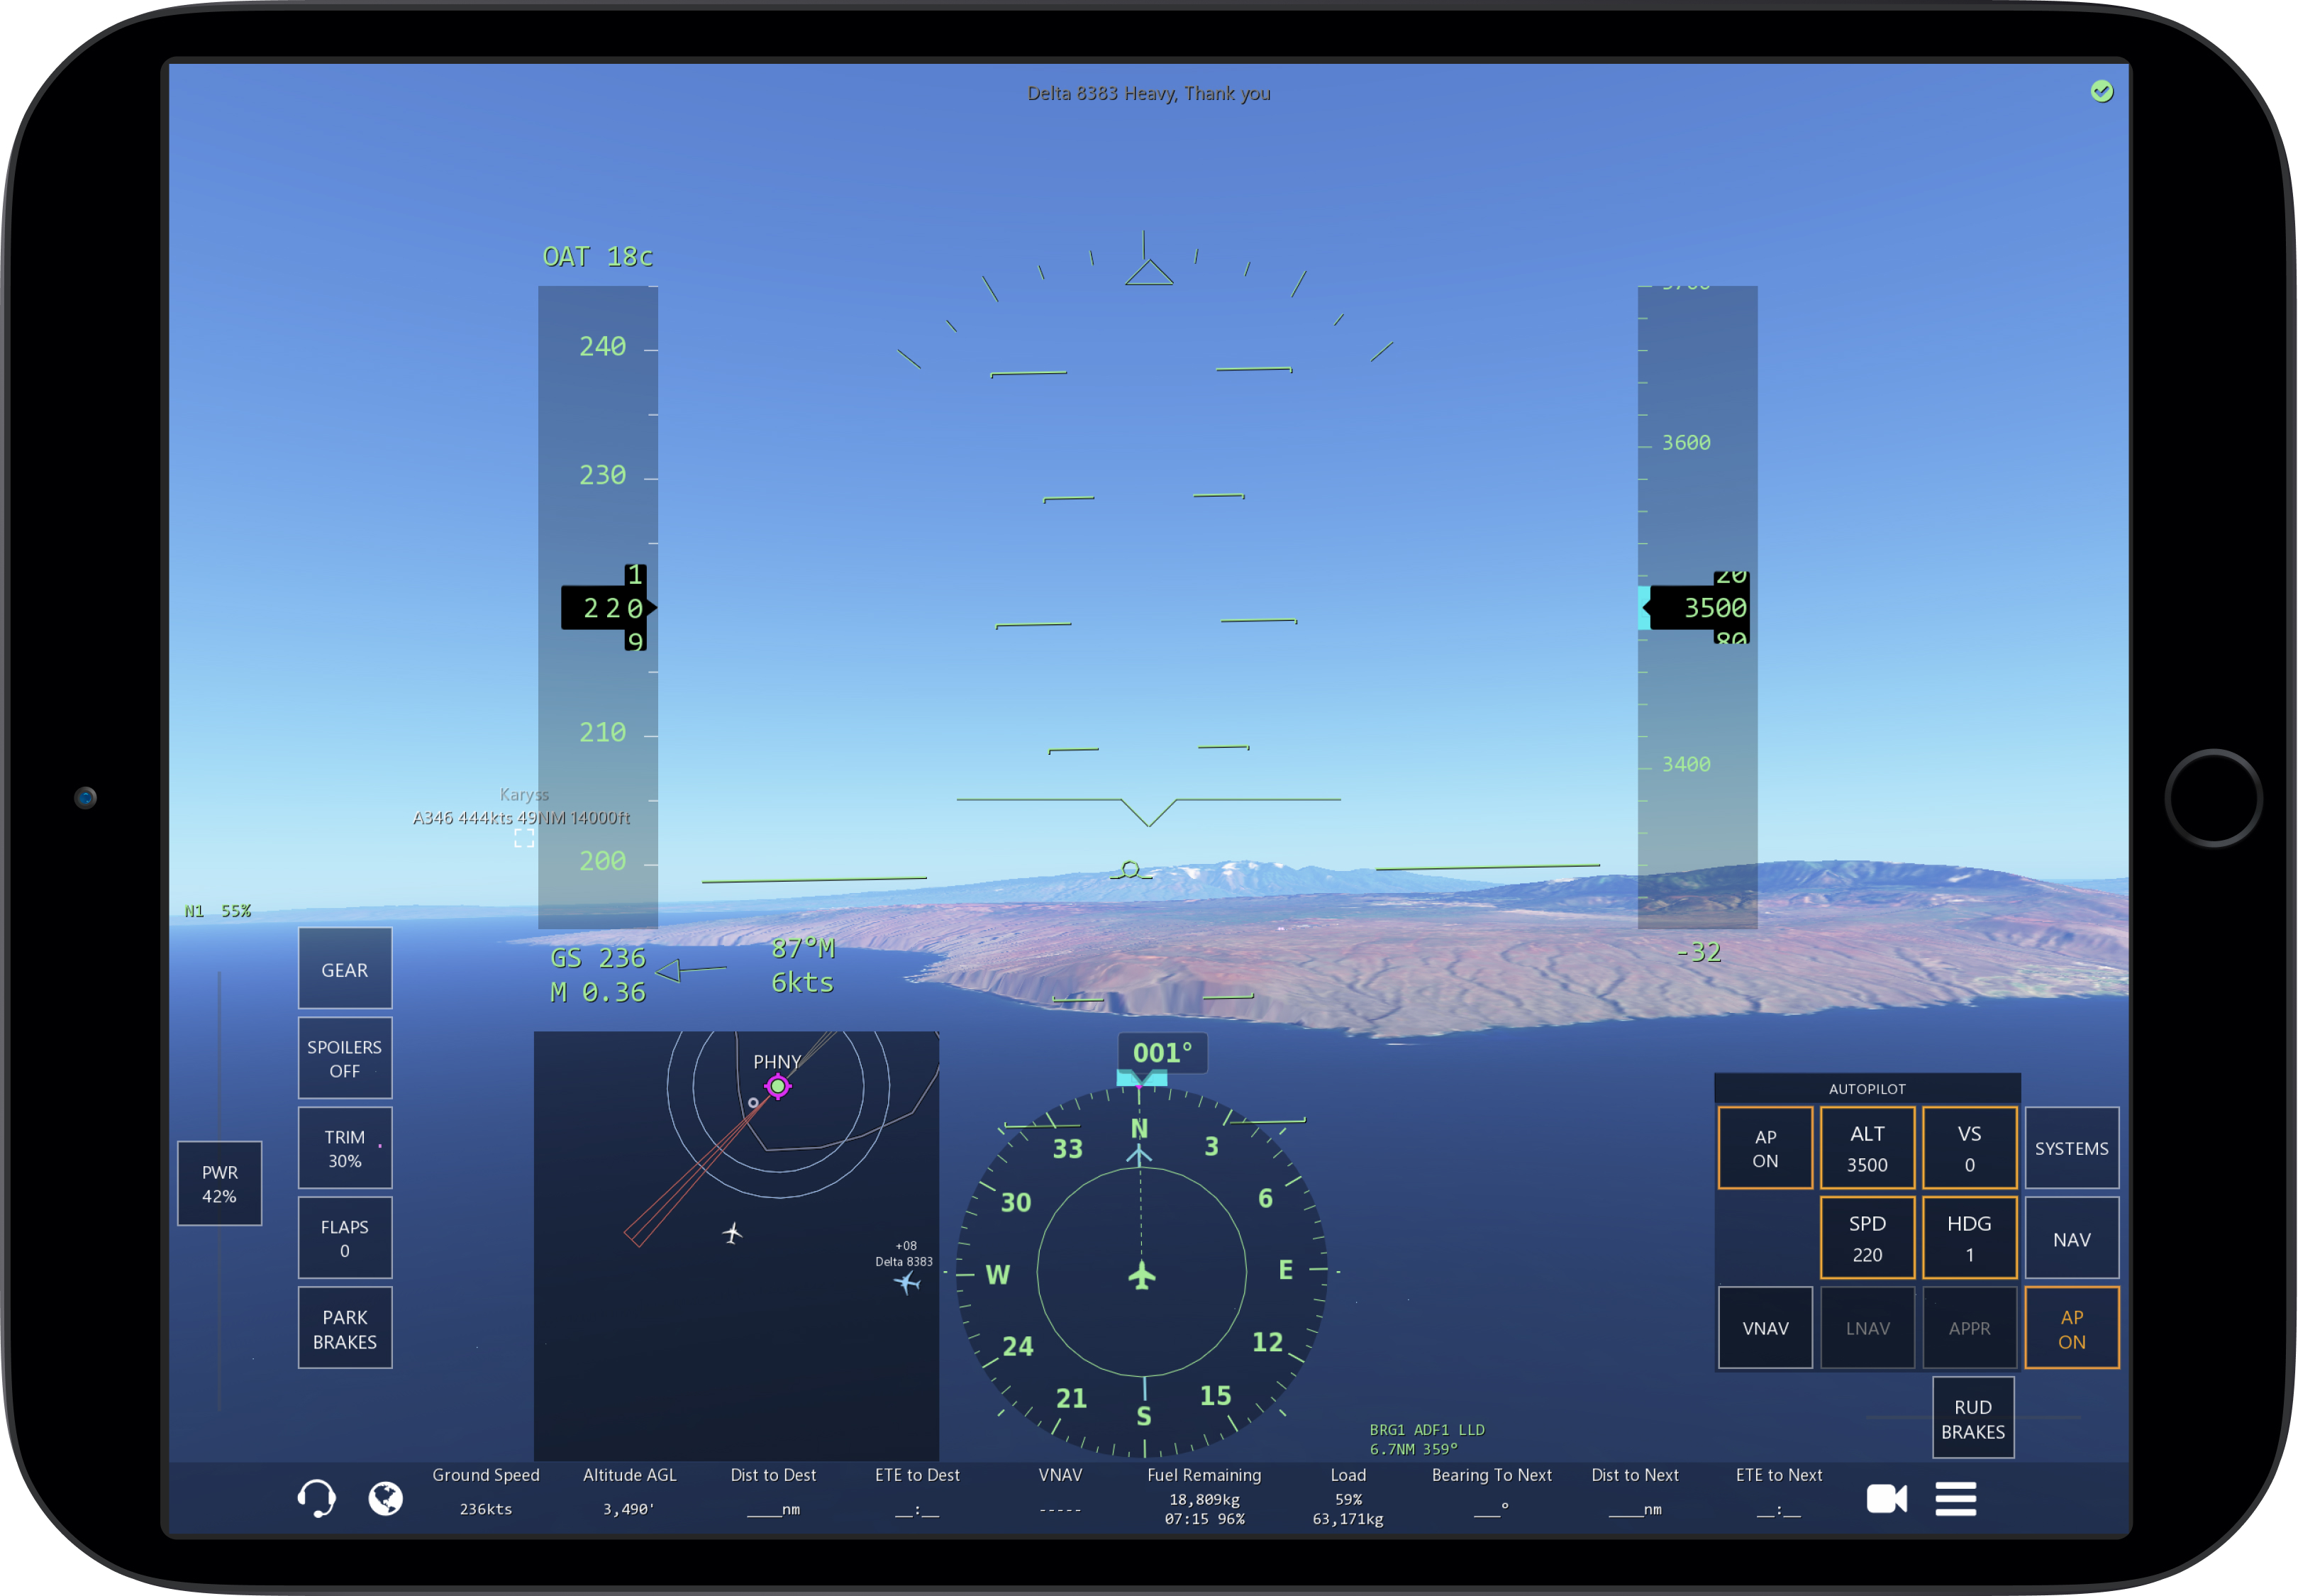 Delta 8383 Heavy, Thank you
OAT 18c
240
230
1
220
9
210
200
3600
20
3500
80
3400
Karyss
A346 444kts 49NM 14000ft
N1 55%
GS 236
M 0.36
87°M
6kts
-32
GEAR
SPOILERS
OFF
TRIM
30%
PWR
42%
FLAPS
0
PARK
BRAKES
PHNY
+08
Delta 8383
001°
N
3
6
E
12
15
S
21
24
W
30
33
AUTOPILOT
AP
ON
ALT
3500
VS
0
SYSTEMS
SPD
220
HDG
1
NAV
VNAV
LNAV
APPR
AP
ON
RUD
BRAKES
BRG1 ADF1 LLD
6.7NM 359°
Ground Speed
236kts
Altitude AGL
3,490'
Dist to Dest
____nm
ETE to Dest
__:__
VNAV
-----
Fuel Remaining
18,809kg
07:15 96%
Load
59%
63,171kg
Bearing To Next
___°
Dist to Next
____nm
ETE to Next
__:__